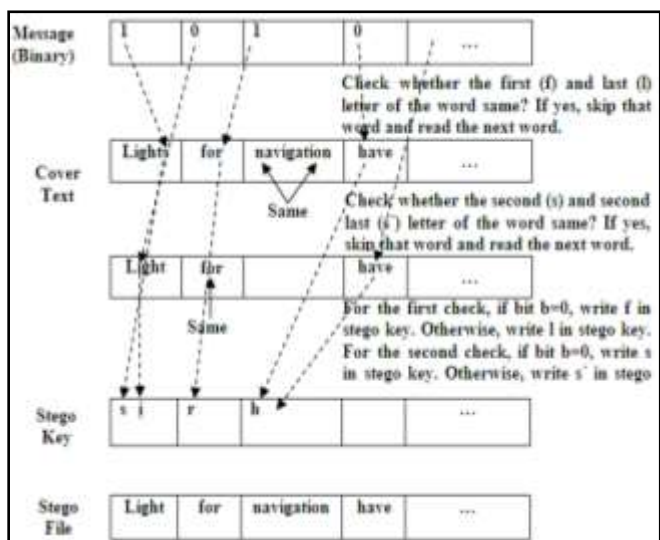 Message
(Binary)
1 0 1 0 ...
Check whether the first (f) and last (l)
letter of the word same? If yes, skip that
word and read the next word.
Cover
Text
Lights for navigation have ...
Same
Check whether the second (s) and second
last (s`) letter of the word same? If yes,
skip that word and read the next word.
Light for have ...
Same
For the first check, if bit b=0, write f in
stego key. Otherwise, write l in stego key.
For the second check, if bit b=0, write s
in stego key. Otherwise, write s` in stego
Stego
Key
s i r h ...
Stego
File
Light for navigation have ...